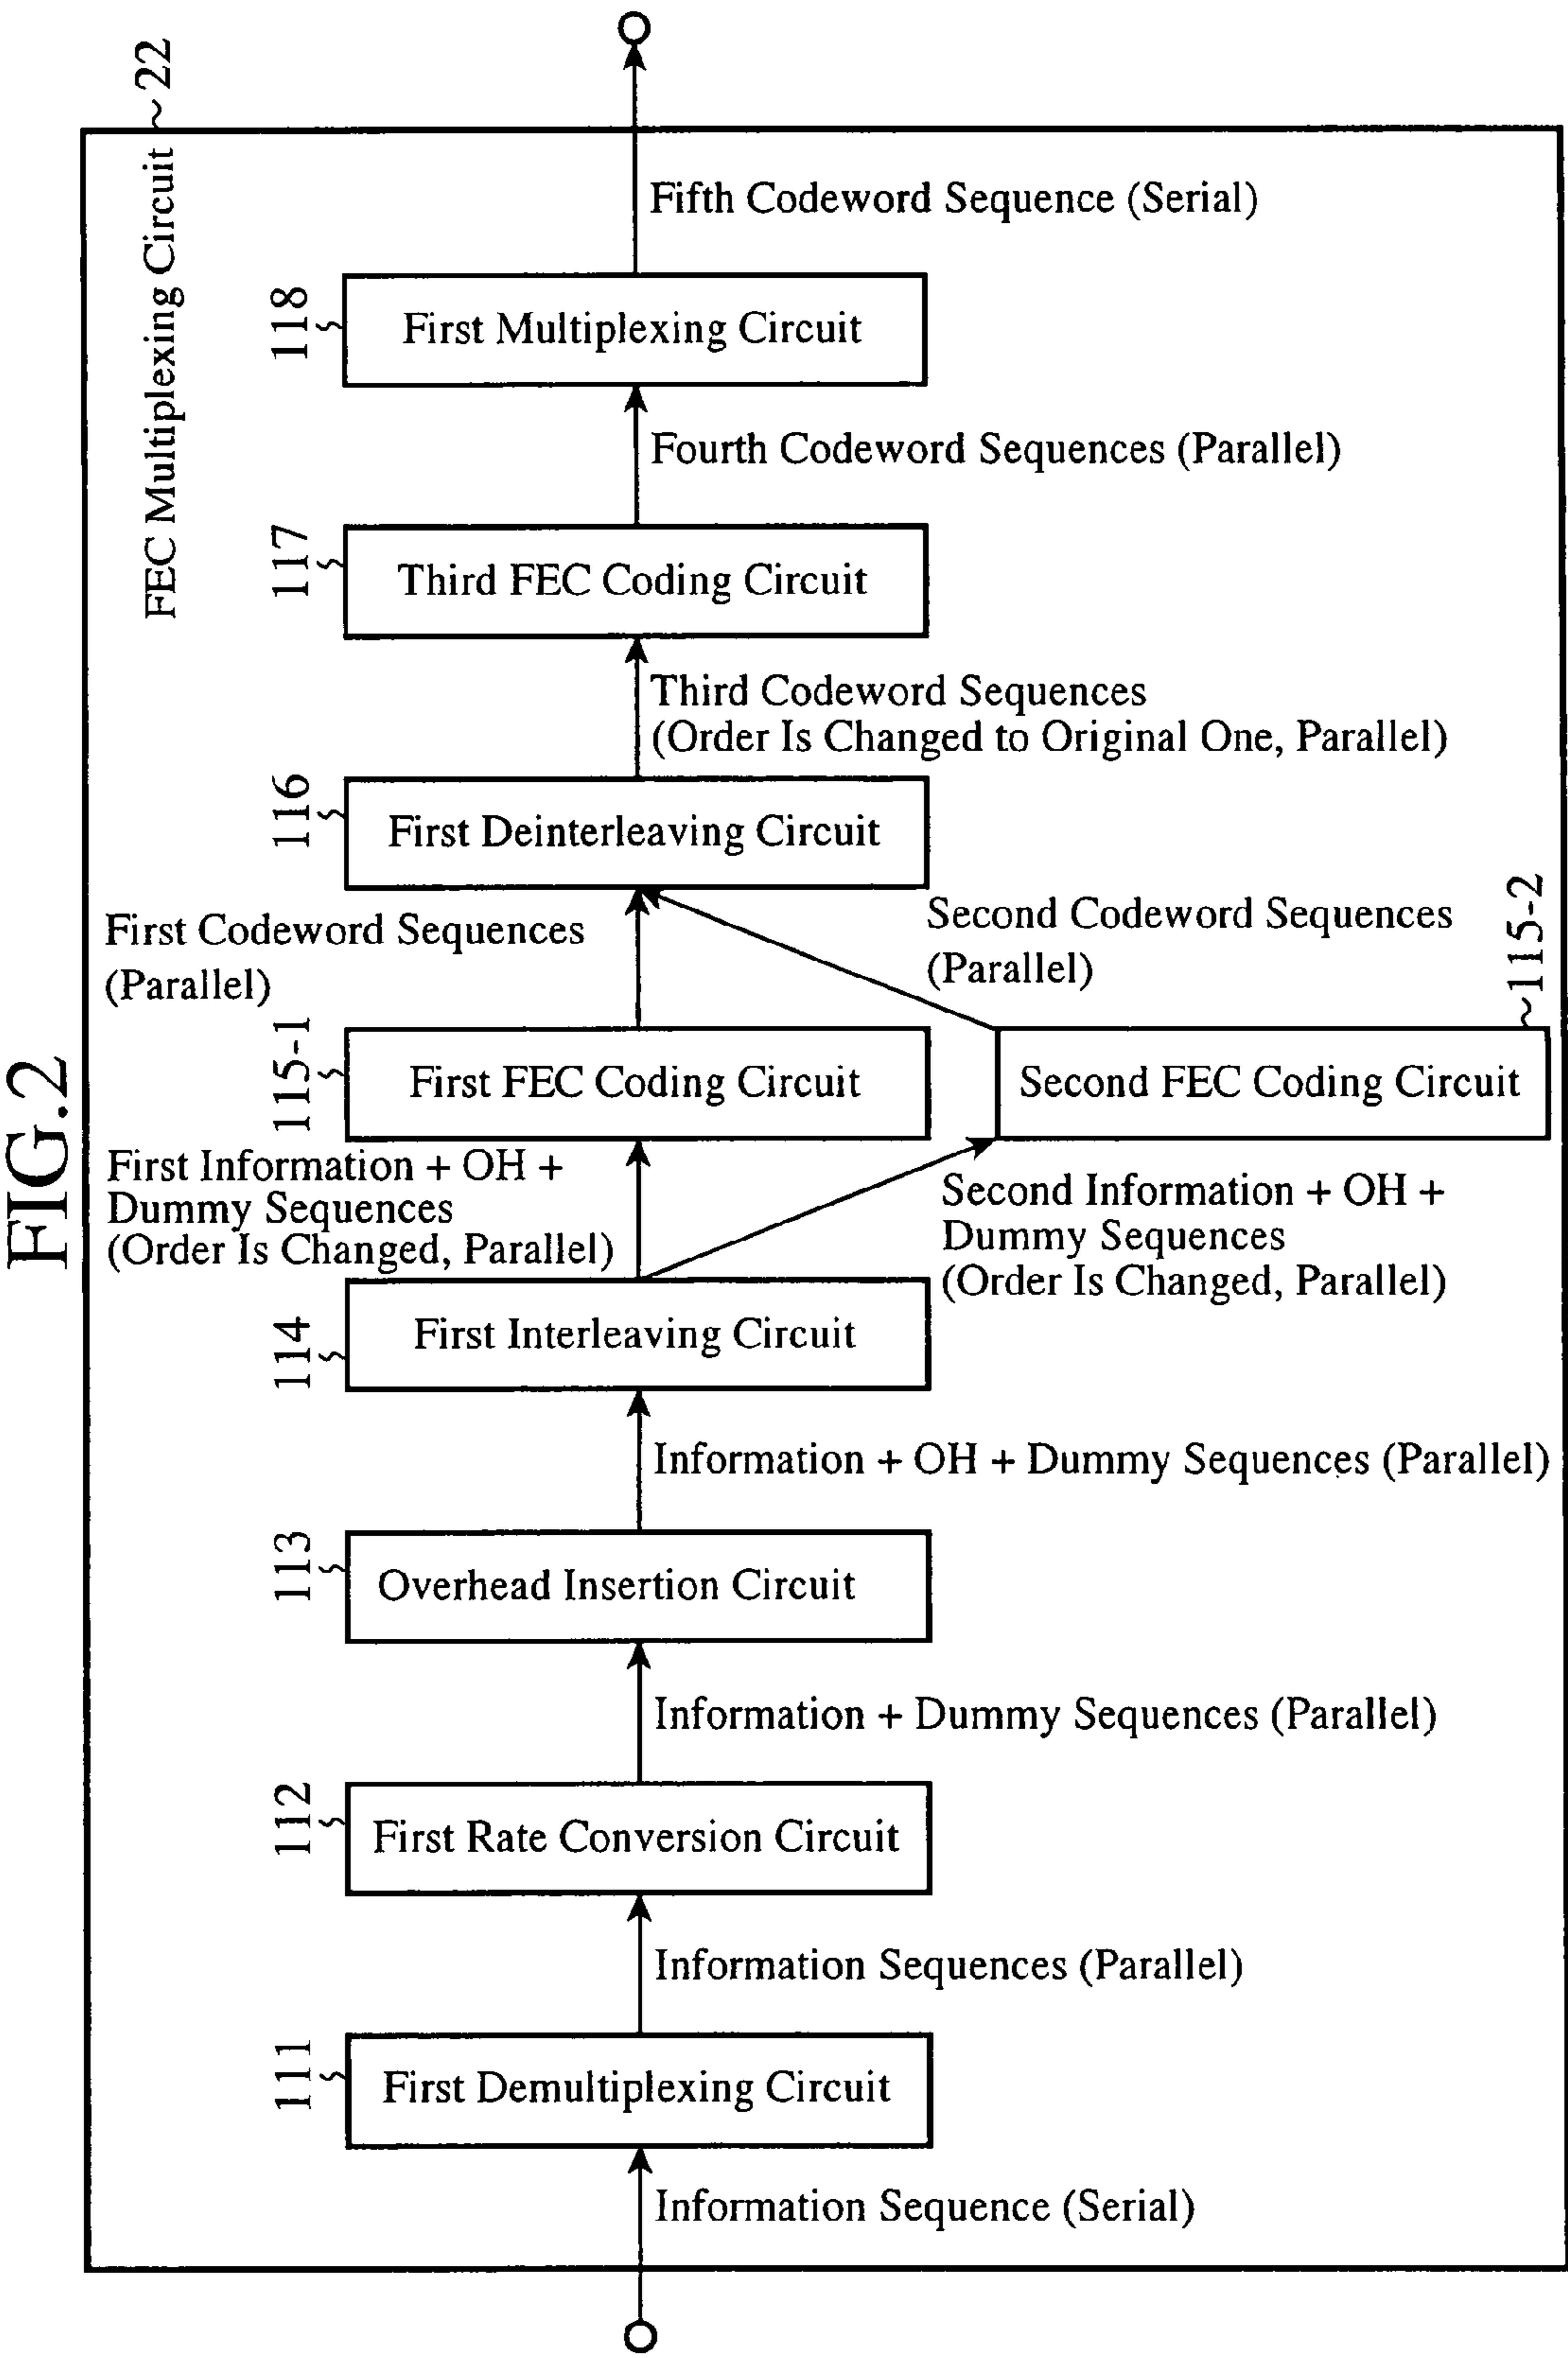 FIG.2
FEC Multiplexing Circuit
22
Fifth Codeword Sequence (Serial)
118
First Multiplexing Circuit
Fourth Codeword Sequences (Parallel)
117
Third FEC Coding Circuit
Third Codeword Sequences
(Order Is Changed to Original One, Parallel)
116
First Deinterleaving Circuit
First Codeword Sequences
(Parallel)
Second Codeword Sequences
(Parallel)
115-1
First FEC Coding Circuit
115-2
Second FEC Coding Circuit
First Information + OH +
Dummy Sequences
(Order Is Changed, Parallel)
Second Information + OH +
Dummy Sequences
(Order Is Changed, Parallel)
114
First Interleaving Circuit
Information + OH + Dummy Sequences (Parallel)
113
Overhead Insertion Circuit
Information + Dummy Sequences (Parallel)
112
First Rate Conversion Circuit
Information Sequences (Parallel)
111
First Demultiplexing Circuit
Information Sequence (Serial)